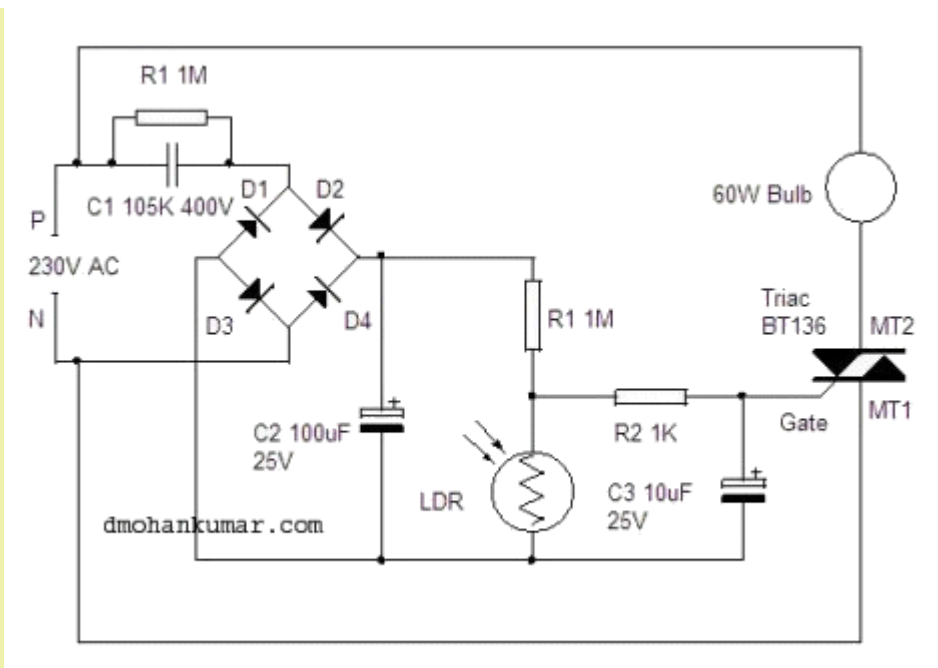 R1 1M
C1 105K 400V
D1
D2
60W Bulb
P
230V AC
N
D3
D4
R1 1M
Triac
BT136
MT2
MT1
Gate
R2 1K
C2 100uF
25V
+
LDR
C3 10uF
25V
+
dmohankumar.com